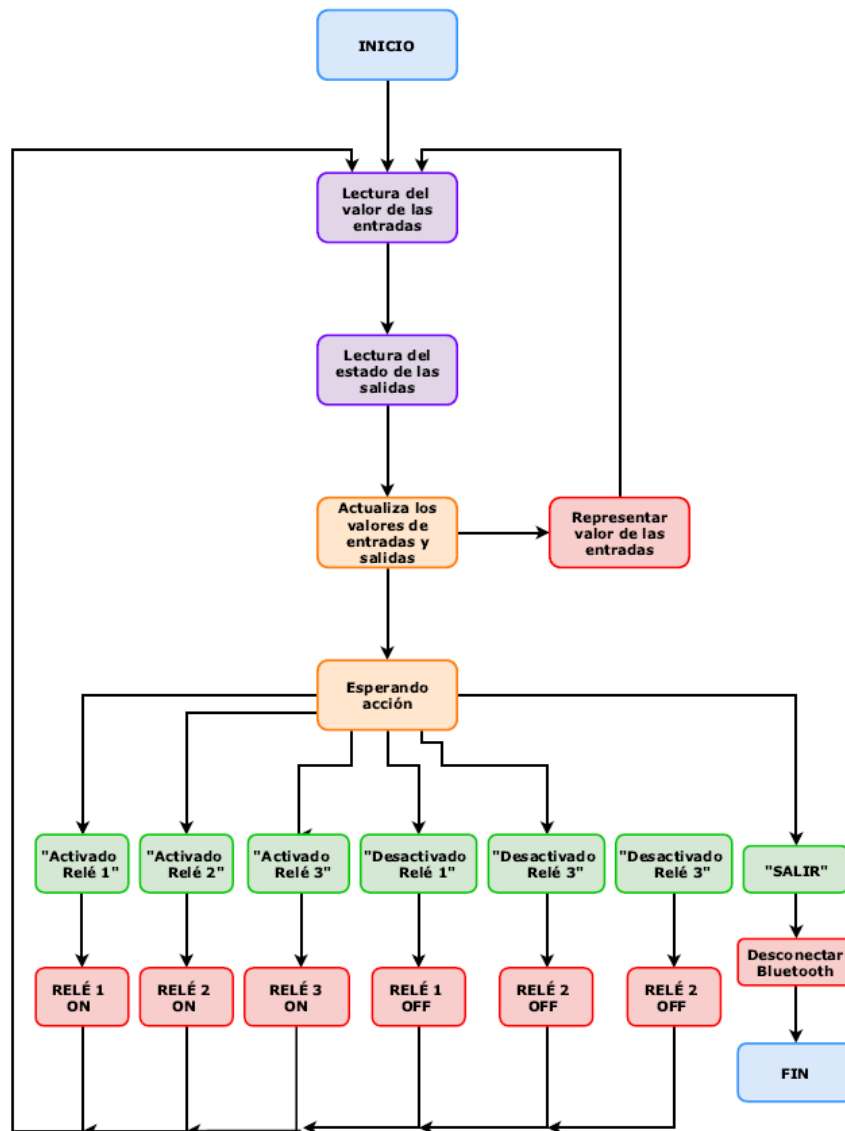 INICIO
Lectura del
valor de las
entradas
Lectura del
estado de las
salidas
Actualiza los
valores de
entradas y
salidas
Representar
valor de las
entradas
Esperando
acción
"Activado
Relé 1"
"Activado
Relé 2"
"Activado
Relé 3"
"Desactivado
Relé 1"
"Desactivado
Relé 3"
"Desactivado
Relé 3"
"SALIR"
RELÉ 1
ON
RELÉ 2
ON
RELÉ 3
ON
RELÉ 1
OFF
RELÉ 2
OFF
RELÉ 2
OFF
Desconectar
Bluetooth
FIN